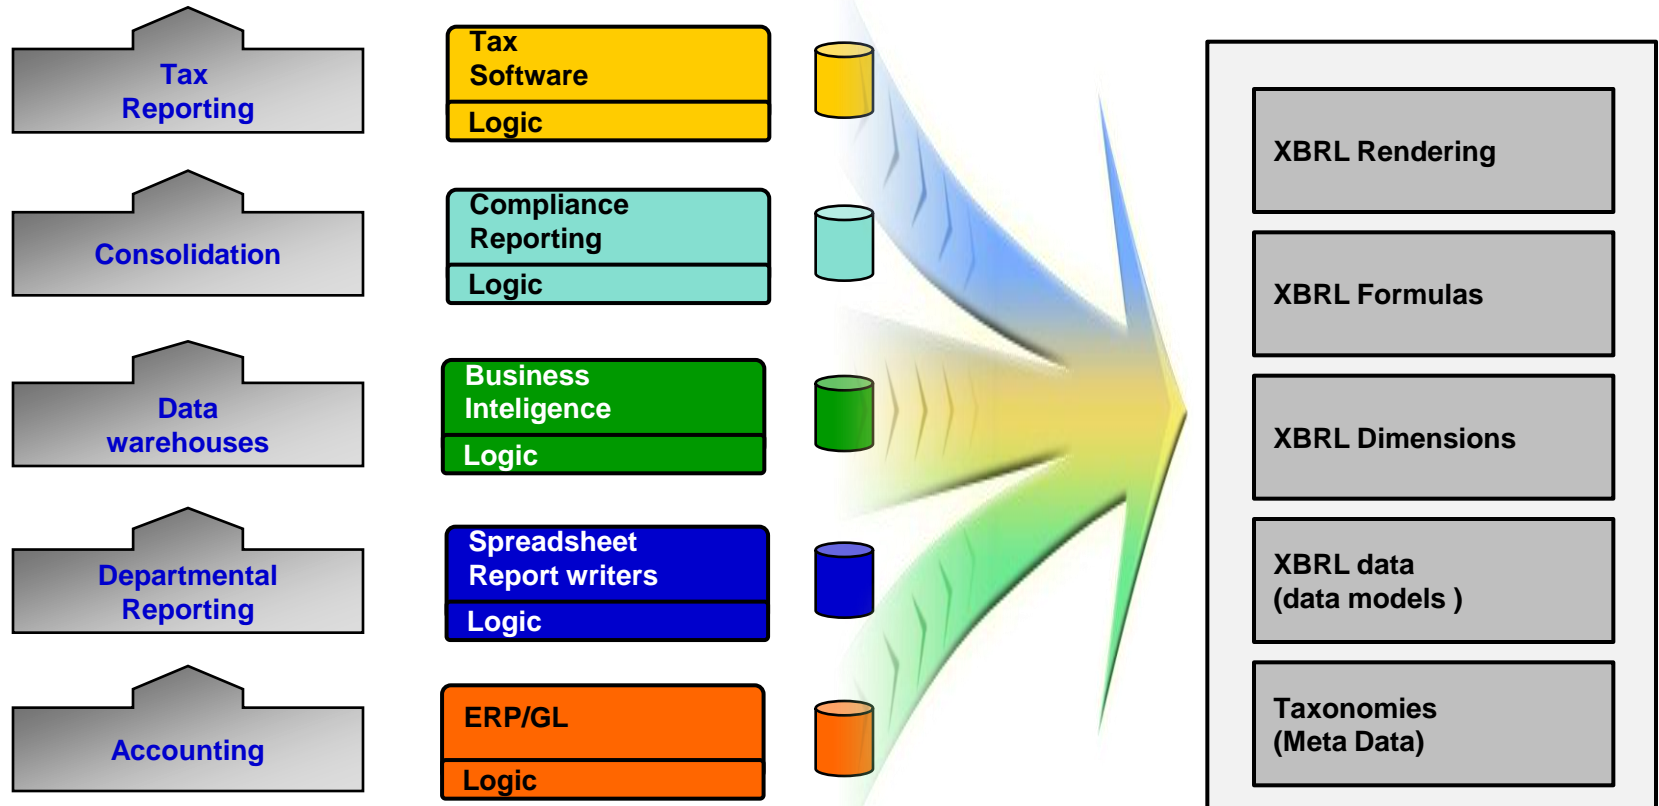 Tax
Reporting
Tax
Software
Logic
XBRL Rendering
Consolidation
Compliance
Reporting
Logic
XBRL Formulas
Data
warehouses
Business
Inteligence
Logic
XBRL Dimensions
Departmental
Reporting
Spreadsheet
Report writers
Logic
XBRL data
(data models )
Accounting
ERP/GL
Logic
Taxonomies
(Meta Data)